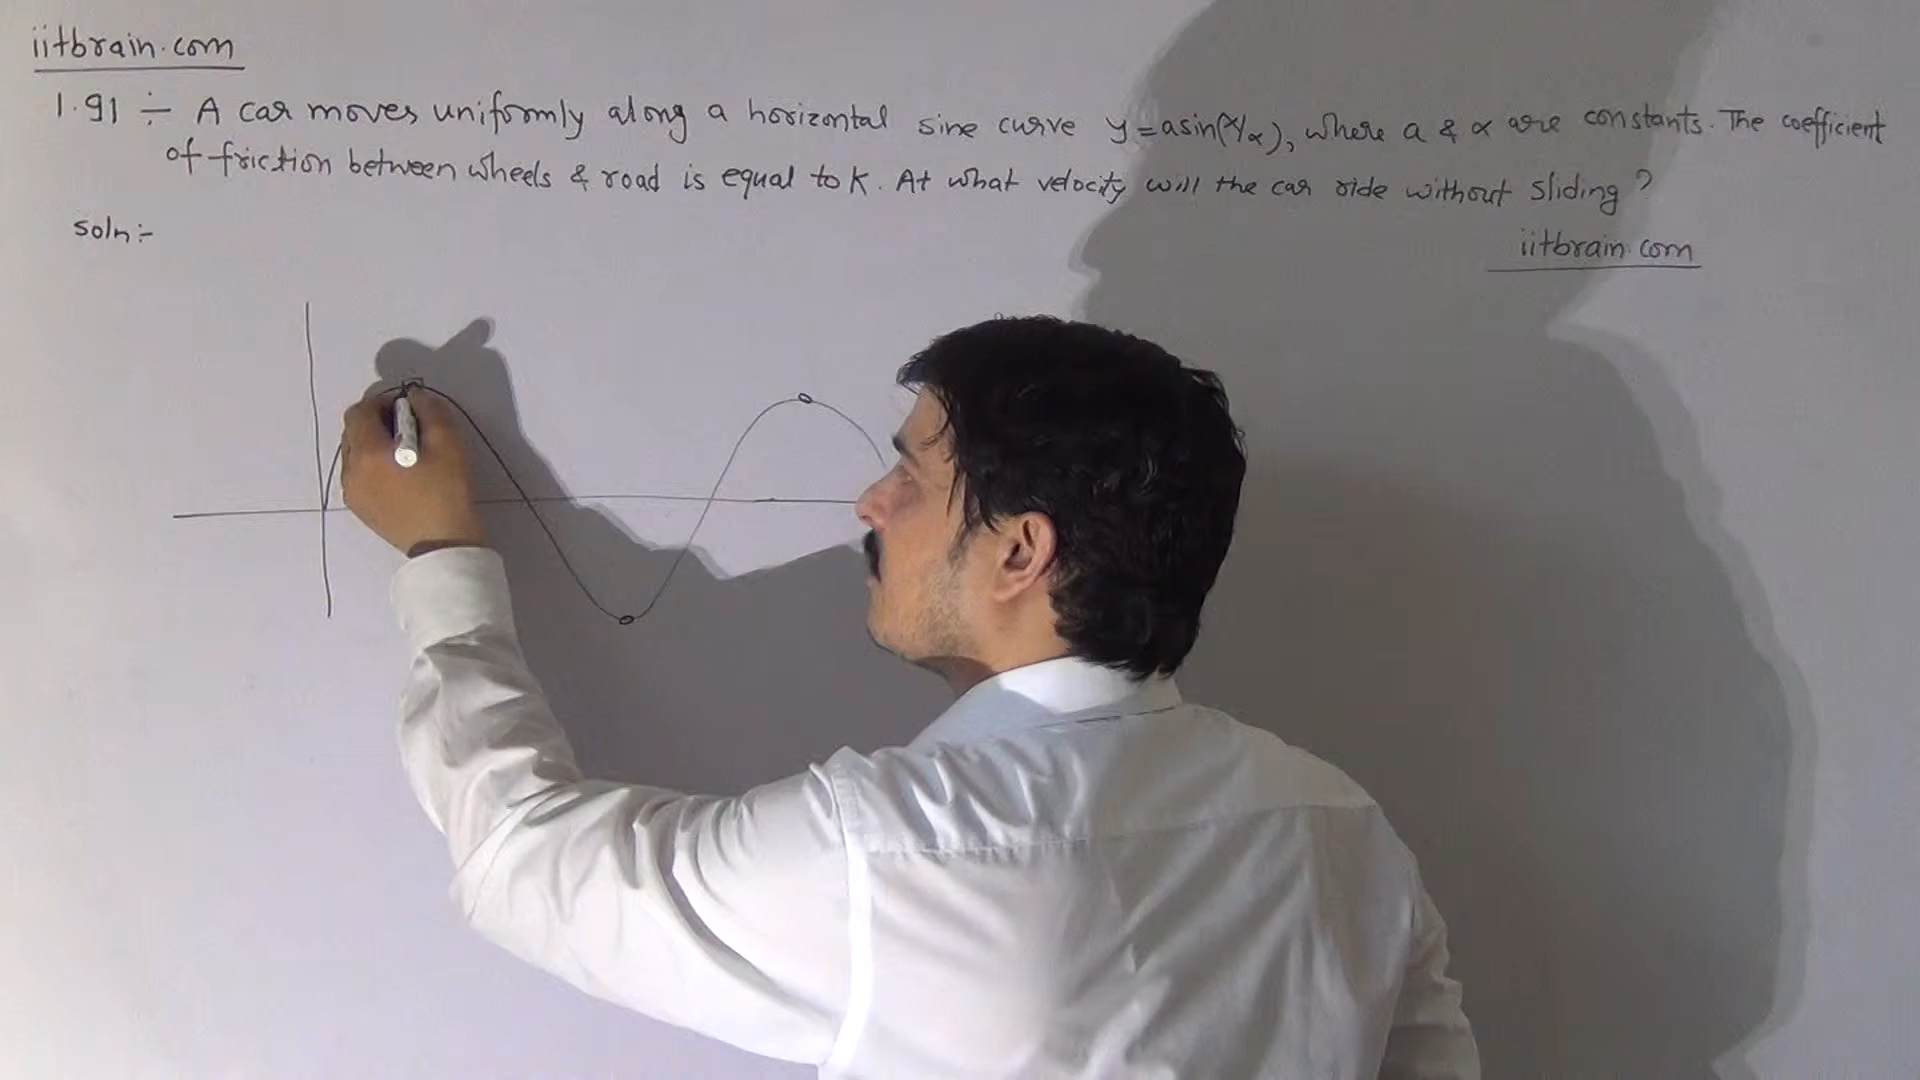 iitbrain.com
1.91 ÷ A car moves uniformly along a horizontal sine curve y=asin(x/α), where a & α are constants. The coefficient
of friction between wheels & road is equal to K. At what velocity will the car ride without sliding?
soln:-
iitbrain.com